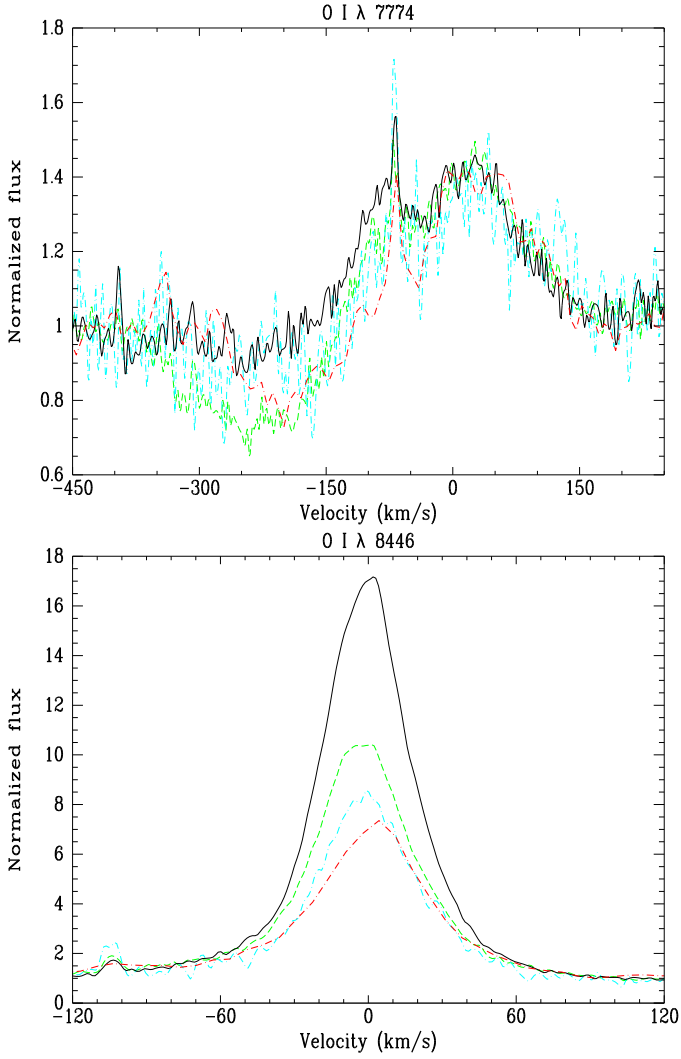 O I λ 7774
1.8
1.6
1.4
1.2
1
0.8
0.6
Normalized flux
-450 -300 -150 0 150
Velocity (km/s)
O I λ 8446
18
16
14
12
10
8
6
4
2
0
Normalized flux
-120 -60 0 60 120
Velocity (km/s)